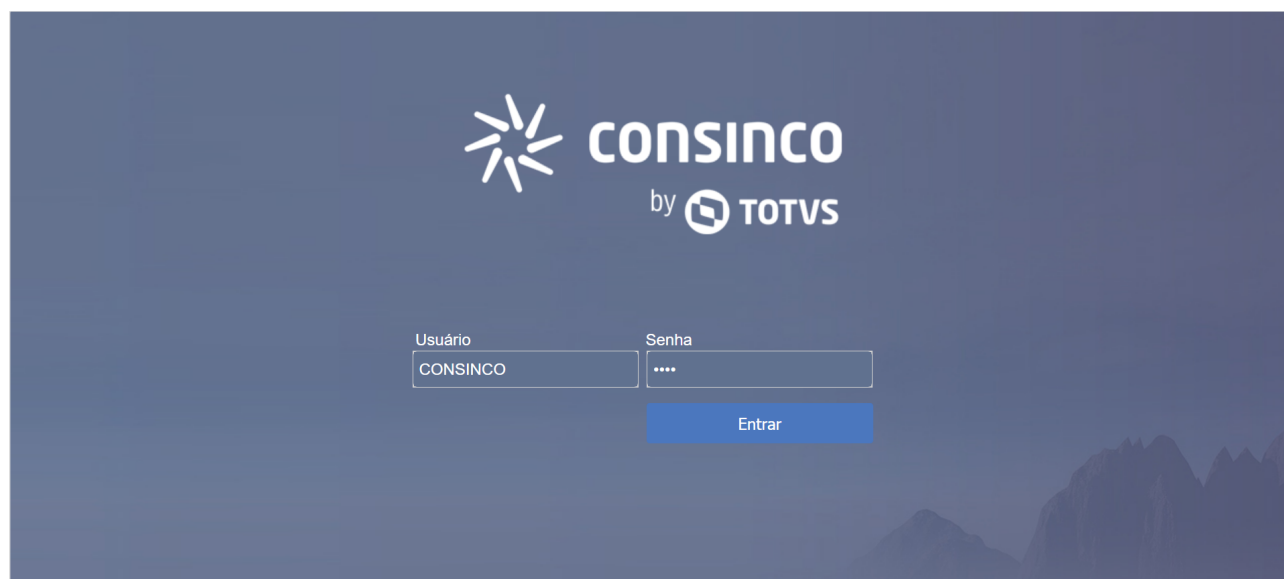 CONSINCO
by TOTVS
Usuário Senha
CONSINCO ••••
Entrar